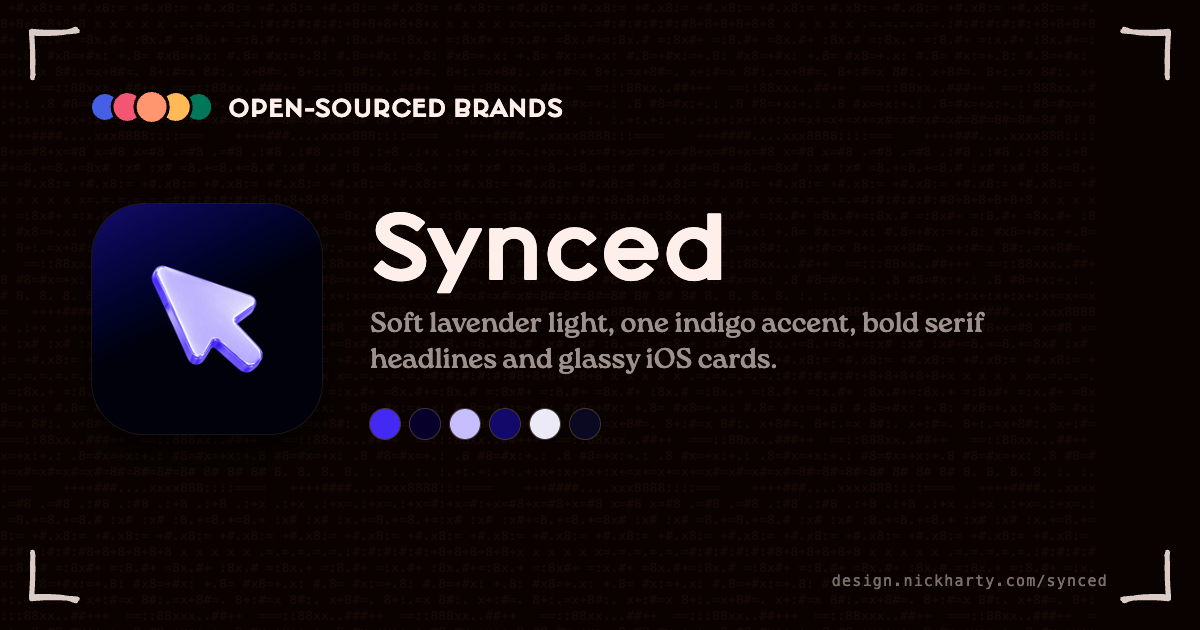 OPEN-SOURCED BRANDS
Synced
Soft lavender light, one indigo accent, bold serif
headlines and glassy iOS cards.
design.nickharty.com/synced